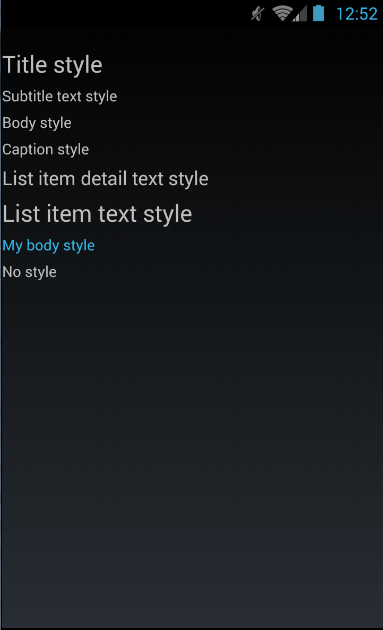 12:52
Title style
Subtitle text style
Body style
Caption style
List item detail text style
List item text style
My body style
No style